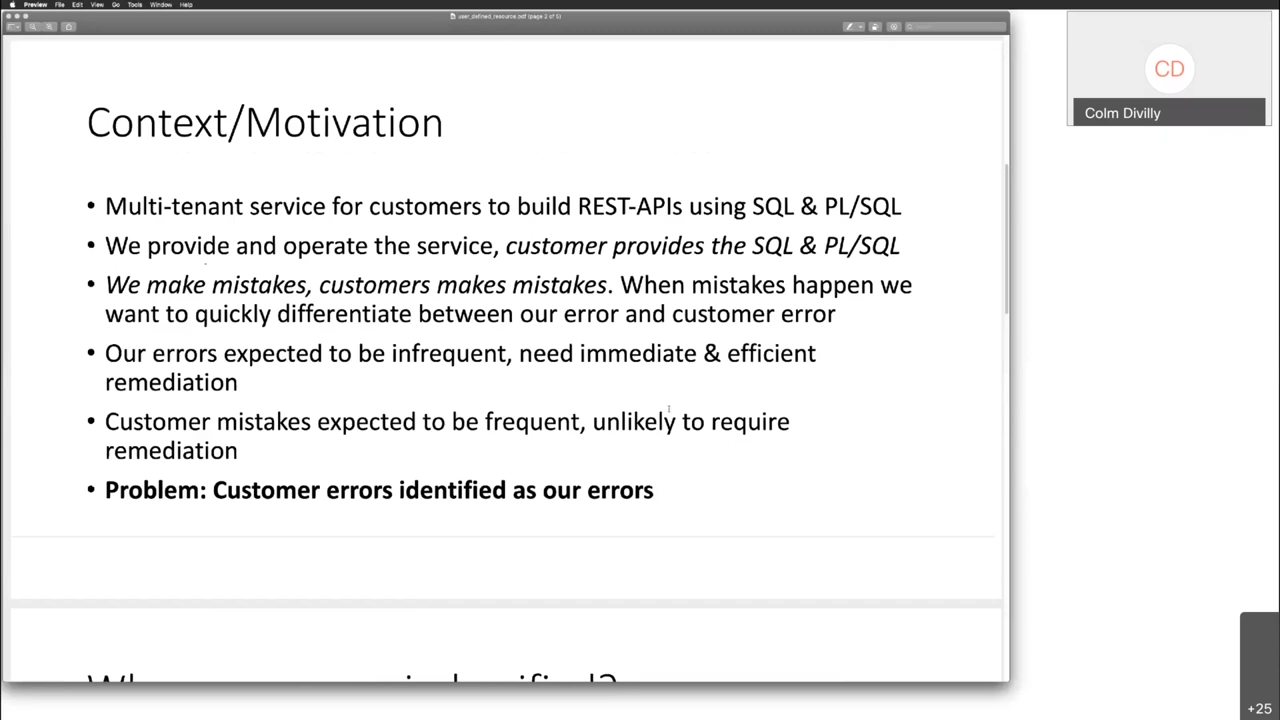 Preview File Edit View Go Tools Window Help
user_defined_resource.pdf (page 2 of 5)
Context/Motivation
• Multi-tenant service for customers to build REST-APIs using SQL & PL/SQL
• We provide and operate the service, customer provides the SQL & PL/SQL
• We make mistakes, customers makes mistakes. When mistakes happen we
want to quickly differentiate between our error and customer error
• Our errors expected to be infrequent, need immediate & efficient
remediation
• Customer mistakes expected to be frequent, unlikely to require
remediation
• Problem: Customer errors identified as our errors
CD
Colm Divilly
+25